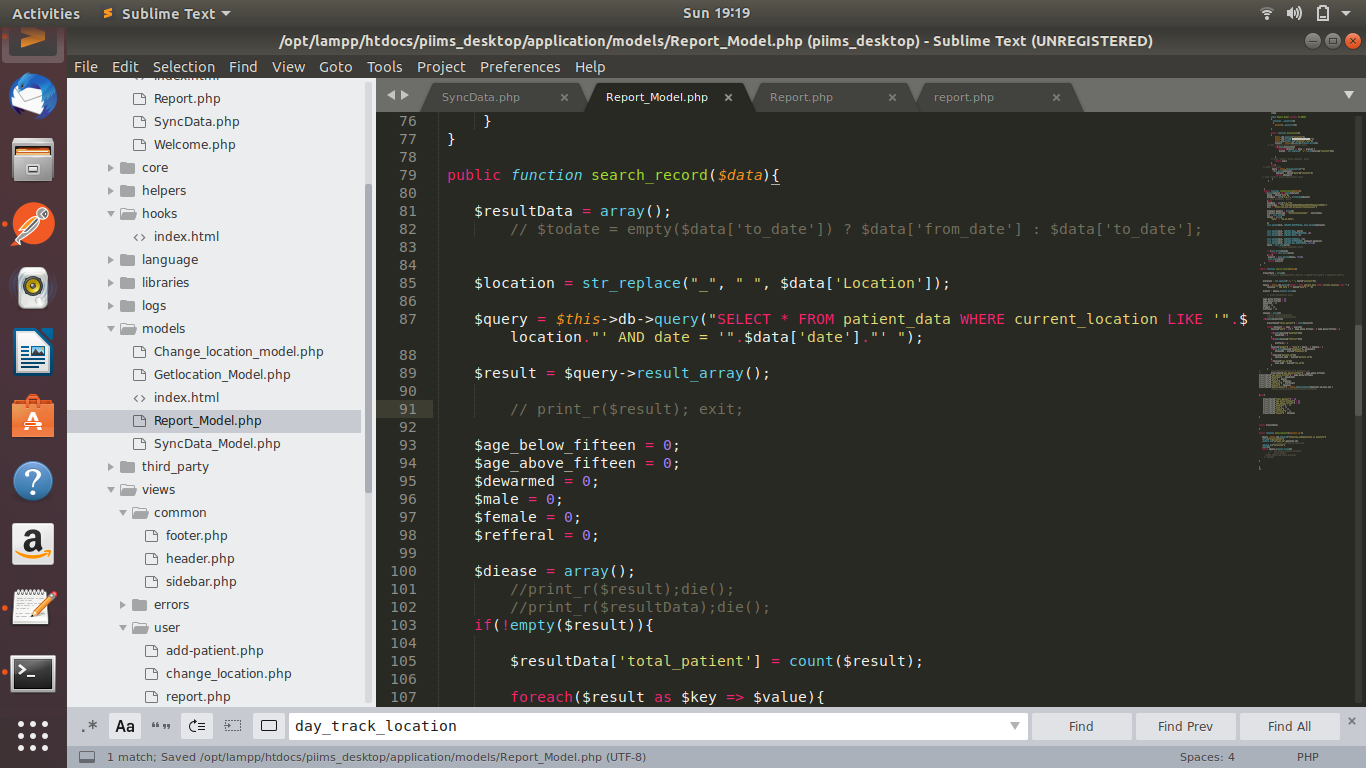 Activities Sublime Text Sun 19:19
/opt/lampp/htdocs/piims_desktop/application/models/Report_Model.php (piims_desktop) - Sublime Text (UNREGISTERED)
File Edit Selection Find View Goto Tools Project Preferences Help
index.html
Report.php
SyncData.php
Welcome.php
core
helpers
hooks
<> index.html
language
libraries
logs
models
Change_location_model.php
Getlocation_Model.php
<> index.html
Report_Model.php
SyncData_Model.php
third_party
views
common
footer.php
header.php
sidebar.php
errors
user
add-patient.php
change_location.php
report.php
SyncData.php × Report_Model.php × Report.php × report.php ×
76 }
77 }
78
79 public function search_record($data){
80
81 $resultData = array();
82 // $todate = empty($data['to_date']) ? $data['from_date'] : $data['to_date'];
83
84
85 $location = str_replace("_", " ", $data['Location']);
86
87 $query = $this->db->query("SELECT * FROM patient_data WHERE current_location LIKE '".$
location."' AND date = '".$data['date']."' ");
88
89 $result = $query->result_array();
90
91 // print_r($result); exit;
92
93 $age_below_fifteen = 0;
94 $age_above_fifteen = 0;
95 $dewarmed = 0;
96 $male = 0;
97 $female = 0;
98 $refferal = 0;
99
100 $diease = array();
101 //print_r($result);die();
102 //print_r($resultData);die();
103 if(!empty($result)){
104
105 $resultData['total_patient'] = count($result);
106
107 foreach($result as $key => $value){
.* Aa “” day_track_location Find Find Prev Find All ×
1 match; Saved /opt/lampp/htdocs/piims_desktop/application/models/Report_Model.php (UTF-8) Spaces: 4 PHP